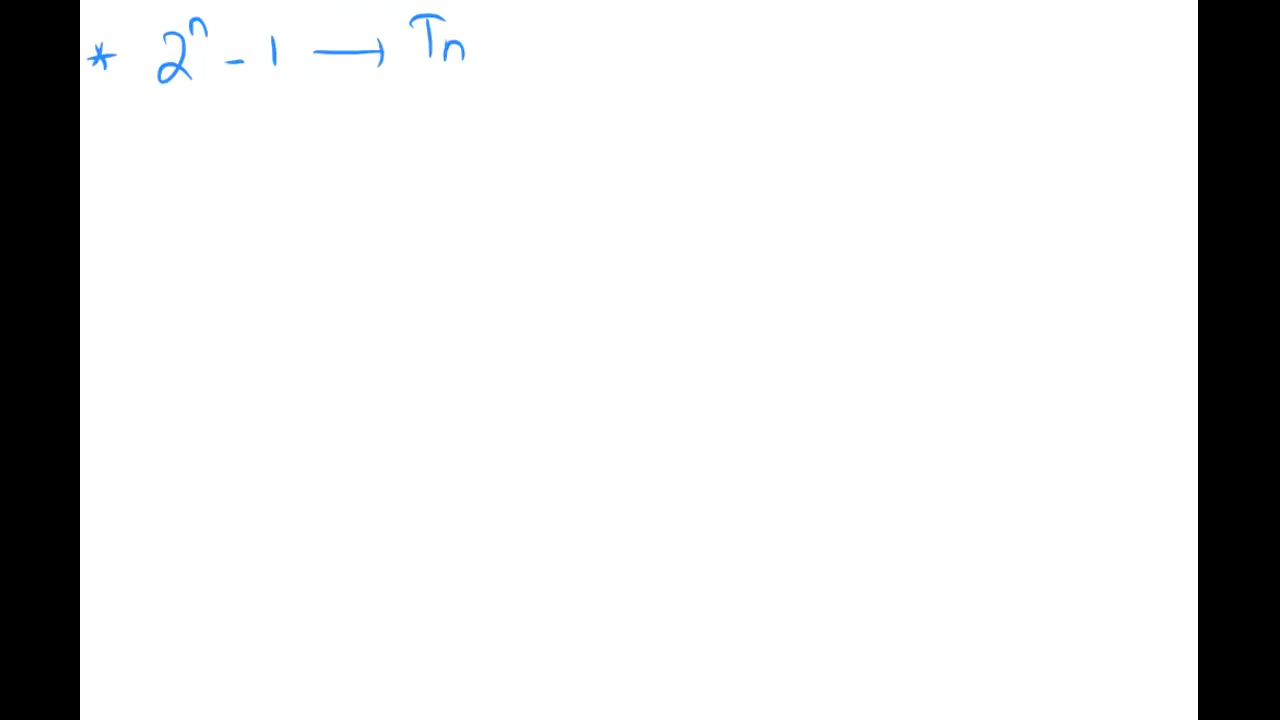 * 2ⁿ - 1 → Tn